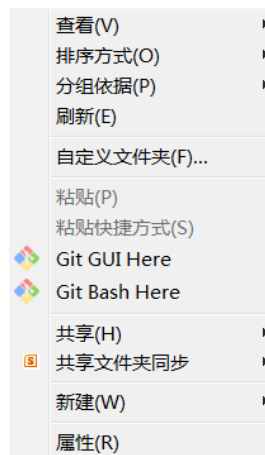 查看(V)
排序方式(O)
分组依据(P)
刷新(E)
自定义文件夹(F)...
粘贴(P)
粘贴快捷方式(S)
Git GUI Here
Git Bash Here
共享(H)
共享文件夹同步
新建(W)
属性(R)